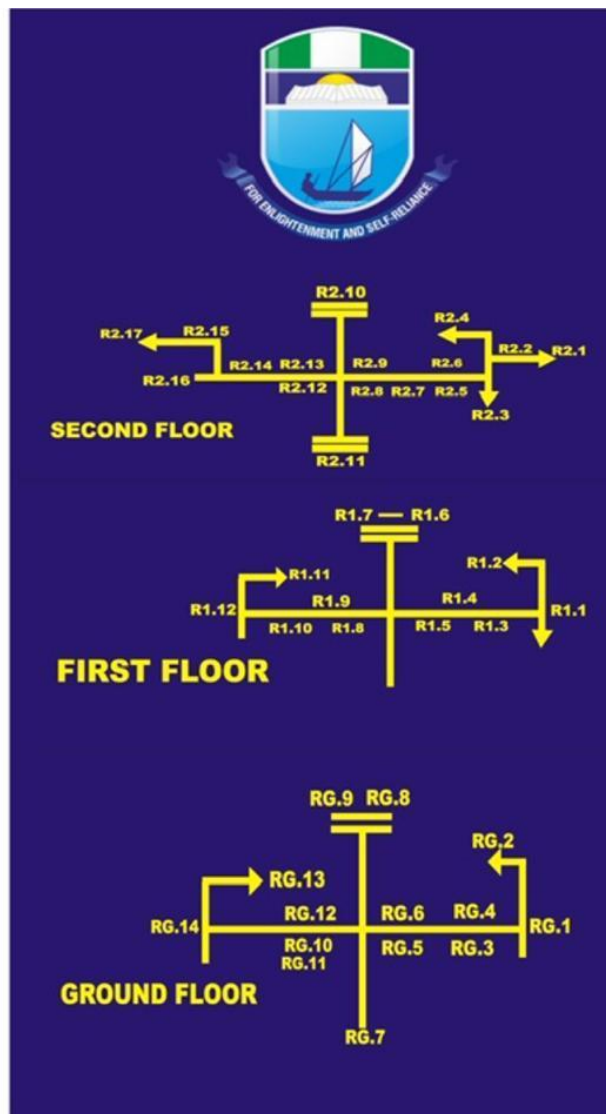 FOR ENLIGHTENMENT AND SELF-RELIANCE
R2.10
R2.4
R2.17
R2.15
R2.2
R2.1
R2.14
R2.13
R2.9
R2.6
R2.16
R2.12
R2.8
R2.7
R2.5
R2.3
SECOND FLOOR
R2.11
R1.7 — R1.6
R1.2
R1.11
R1.9
R1.4
R1.12
R1.1
R1.10
R1.8
R1.5
R1.3
FIRST FLOOR
RG.9 RG.8
RG.2
RG.13
RG.12
RG.6
RG.4
RG.14
RG.1
RG.10
RG.5
RG.3
RG.11
GROUND FLOOR
RG.7